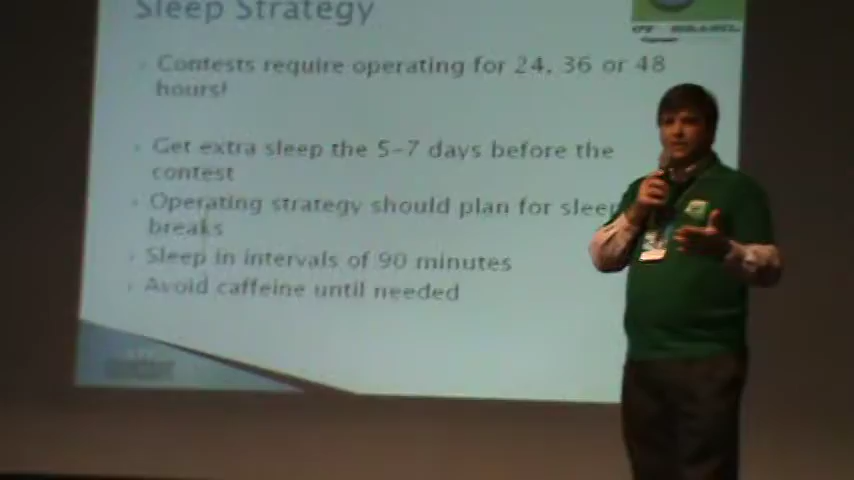 Sleep Strategy
Contests require operating for 24, 36 or 48
hours!
Get extra sleep the 5-7 days before the
contest
Operating strategy should plan for sleep
breaks
Sleep in intervals of 90 minutes
Avoid caffeine until needed